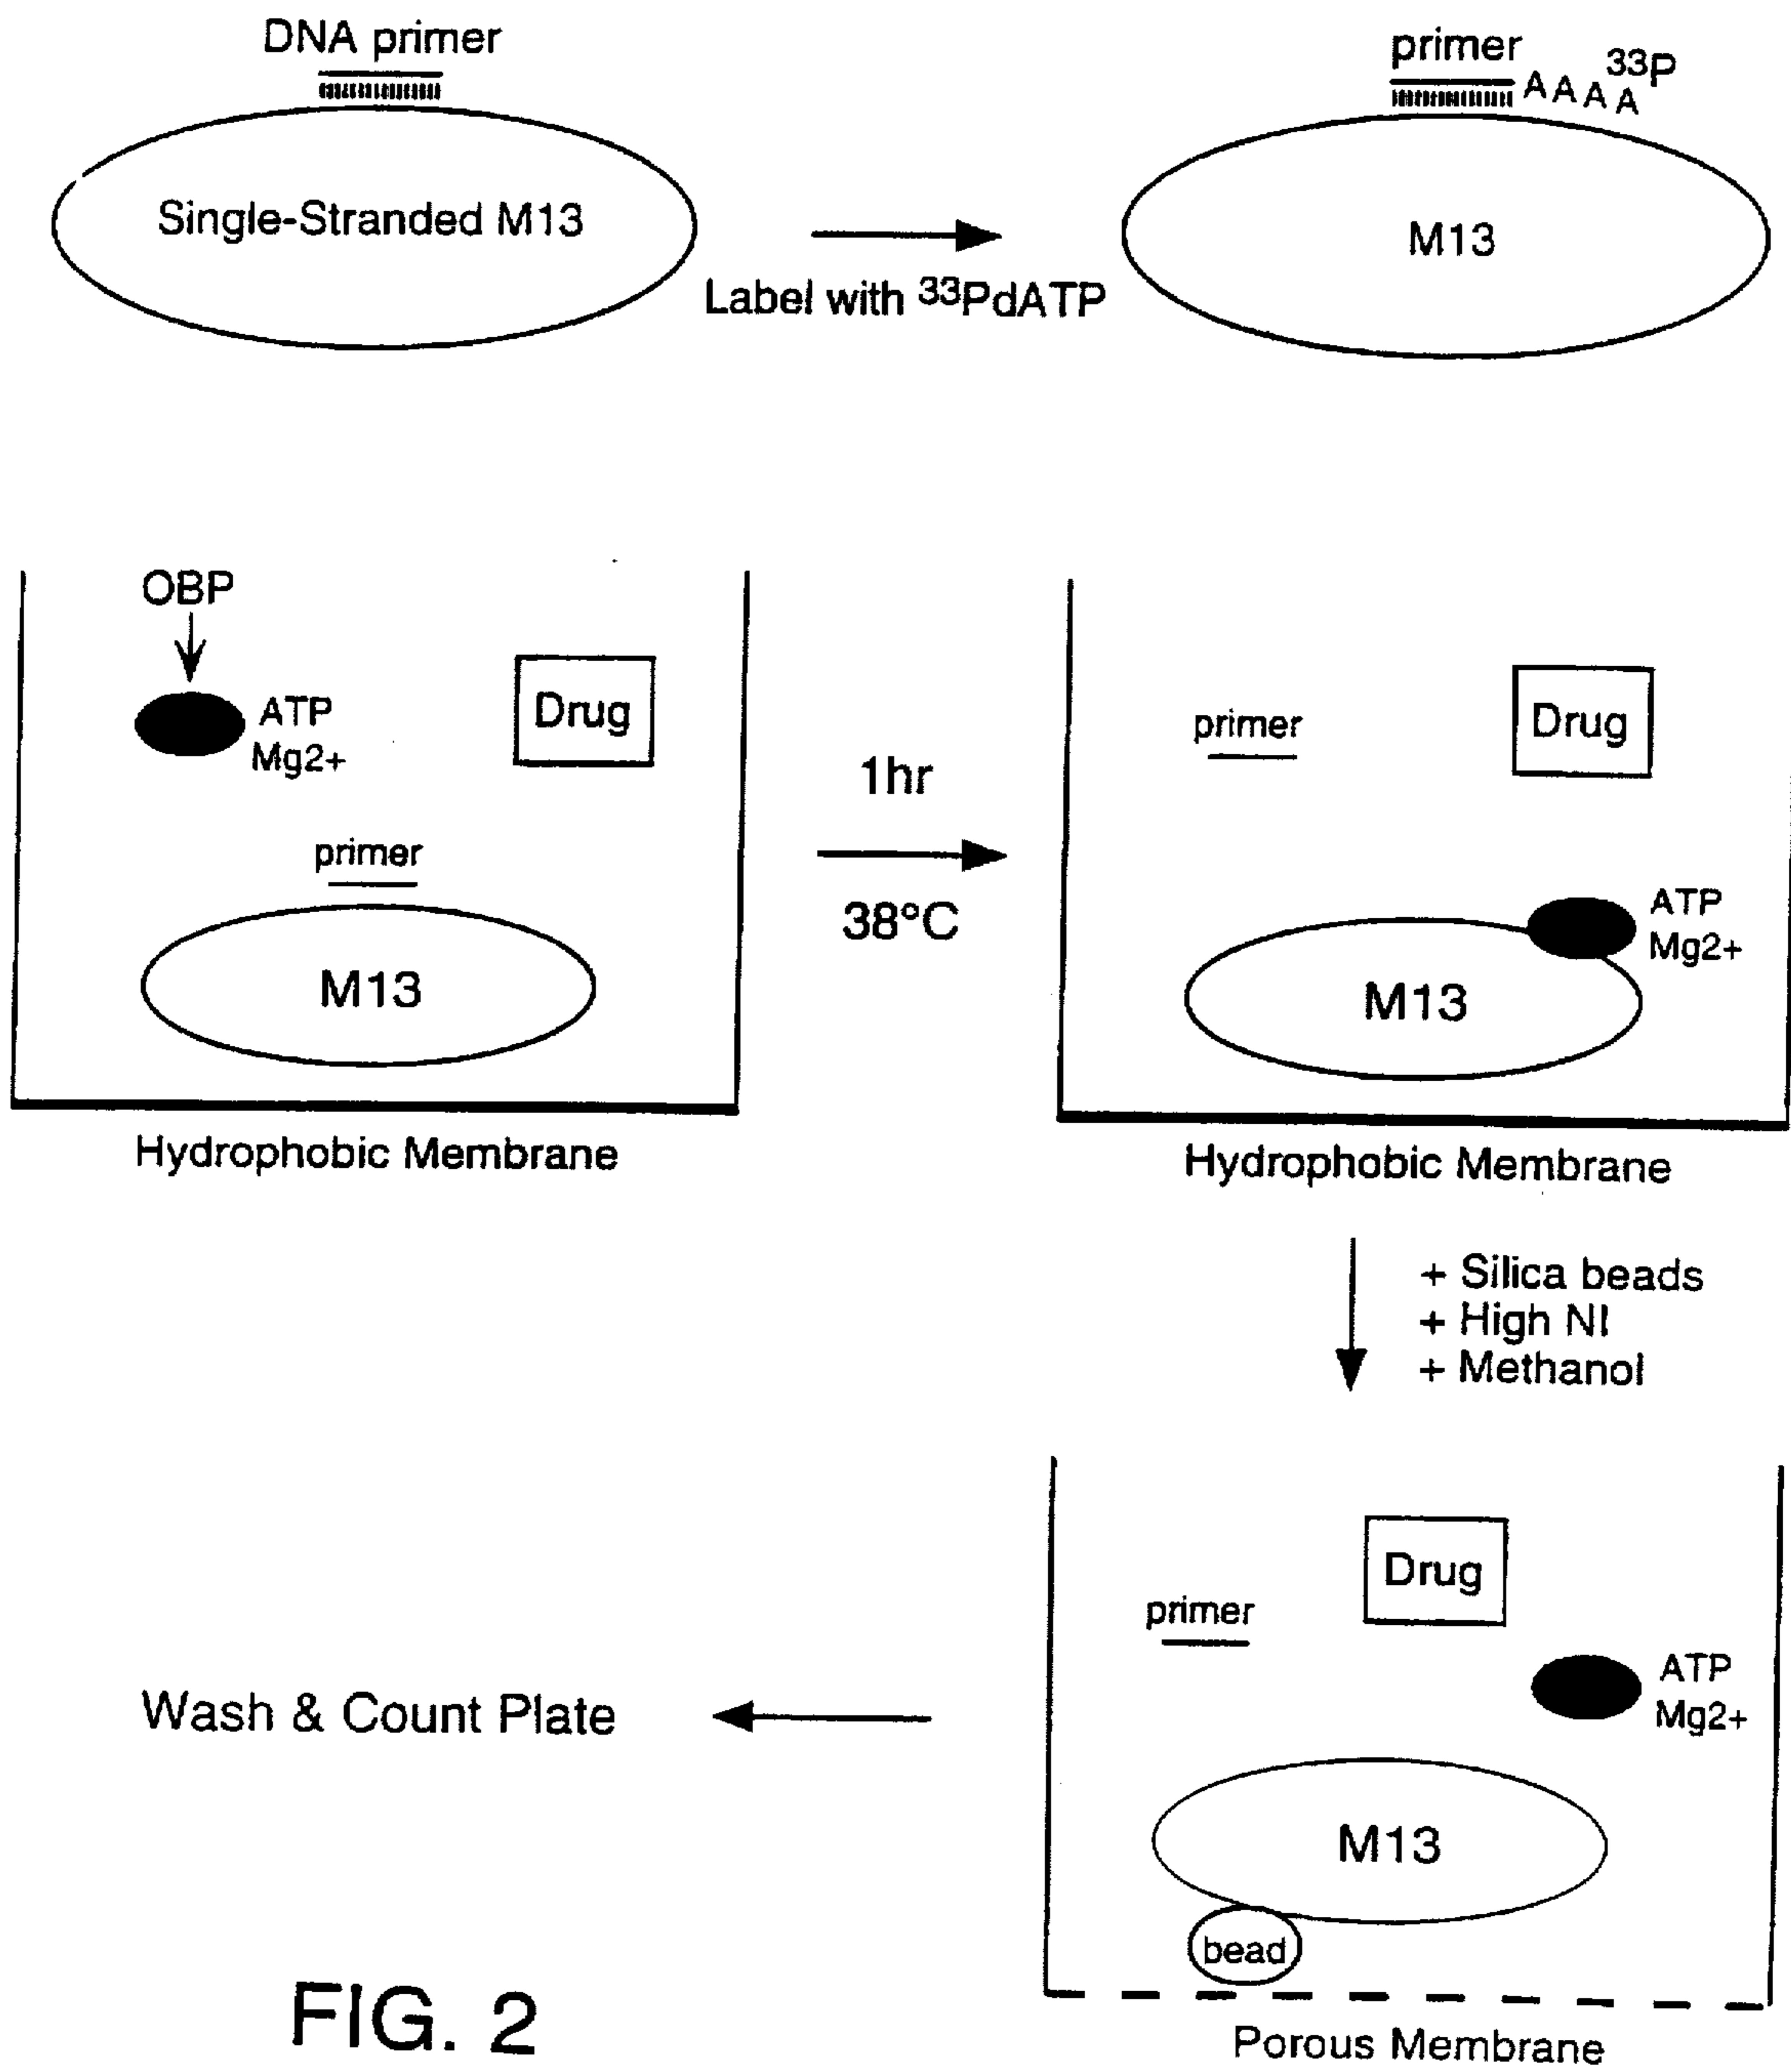 DNA primer
Single-Stranded M13
Label with ³³PdATP
primer
A A A A ³³P
M13
OBP
ATP
Mg2+
Drug
primer
M13
Hydrophobic Membrane
1hr
38°C
primer
Drug
ATP
Mg2+
M13
Hydrophobic Membrane
+ Silica beads
+ High NI
+ Methanol
Drug
primer
ATP
Mg2+
M13
bead
Porous Membrane
Wash & Count Plate
FIG. 2